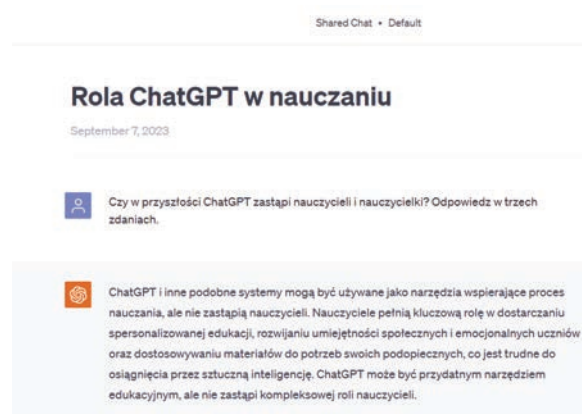 Shared Chat • Default
Rola ChatGPT w nauczaniu
September 7, 2023
Czy w przyszłości ChatGPT zastąpi nauczycieli i nauczycielki? Odpowiedz w trzech
zdaniach.
ChatGPT i inne podobne systemy mogą być używane jako narzędzia wspierające proces
nauczania, ale nie zastąpią nauczycieli. Nauczyciele pełnią kluczową rolę w dostarczaniu
spersonalizowanej edukacji, rozwijaniu umiejętności społecznych i emocjonalnych uczniów
oraz dostosowywaniu materiałów do potrzeb swoich podopiecznych, co jest trudne do
osiągnięcia przez sztuczną inteligencję. ChatGPT może być przydatnym narzędziem
edukacyjnym, ale nie zastąpi kompleksowej roli nauczycieli.